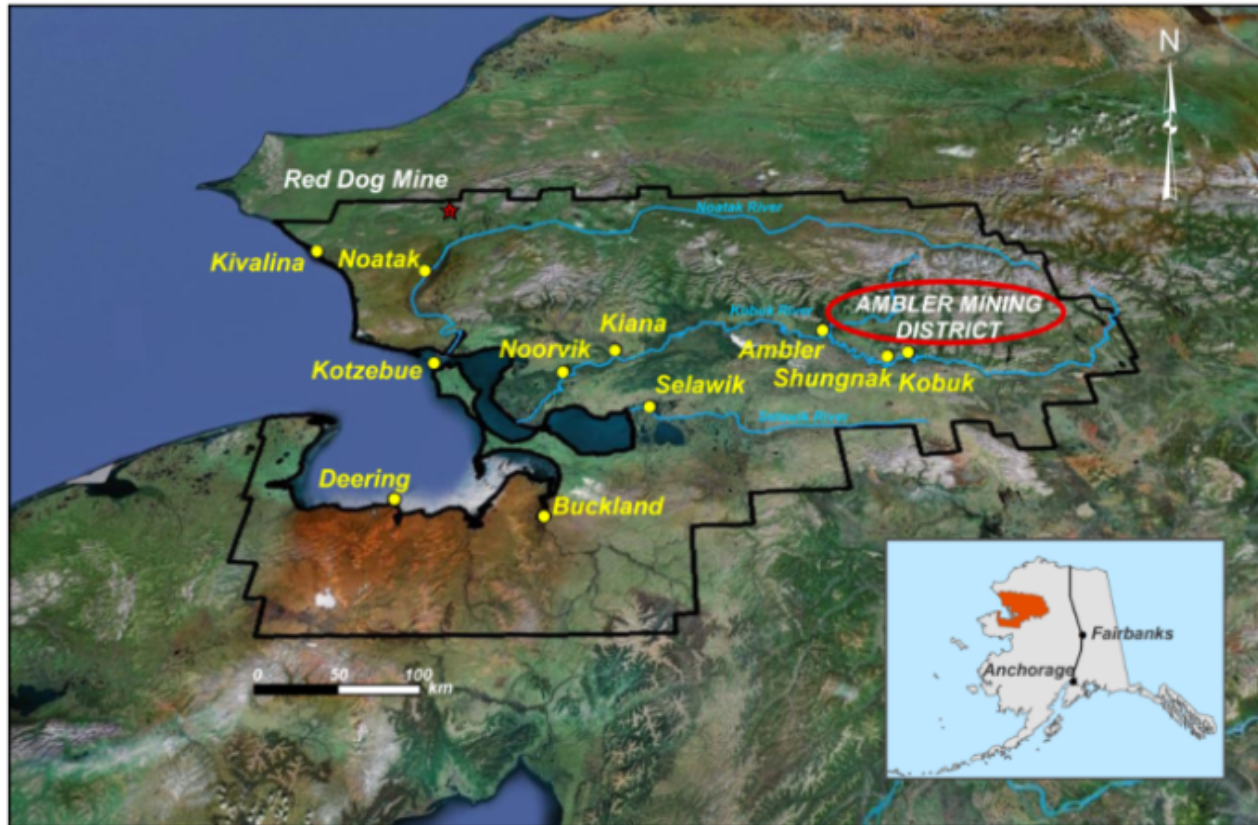 N
Red Dog Mine
Noatak River
Kivalina
Noatak
AMBLER MINING
DISTRICT
Kobuk River
Kiana
Ambler
Noorvik
Kotzebue
Shungnak
Kobuk
Selawik
Selawik River
Deering
Buckland
0
50
100
km
Fairbanks
Anchorage